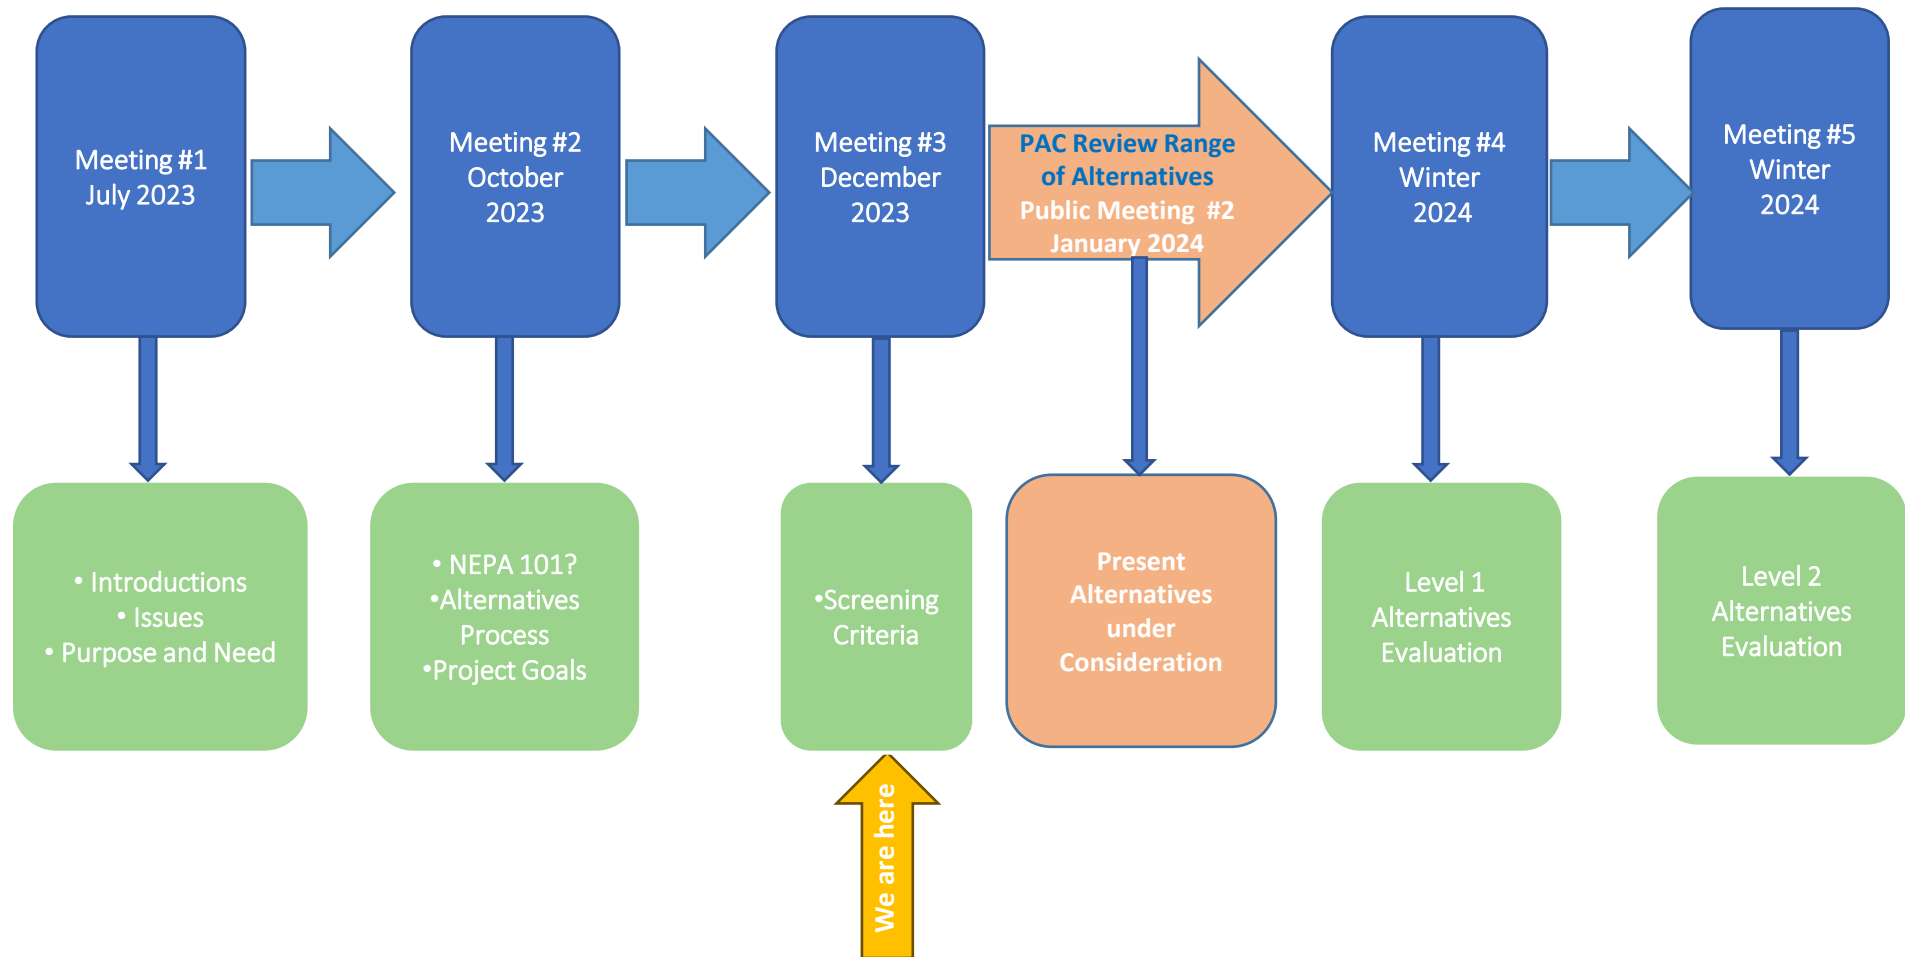 Meeting #1
July 2023
Meeting #2
October
2023
Meeting #3
December
2023
PAC Review Range
of Alternatives
Public Meeting #2
January 2024
Meeting #4
Winter
2024
Meeting #5
Winter
2024
• Introductions
• Issues
• Purpose and Need
• NEPA 101?
•Alternatives
Process
•Project Goals
•Screening
Criteria
Present
Alternatives
under
Consideration
Level 1
Alternatives
Evaluation
Level 2
Alternatives
Evaluation
We are here